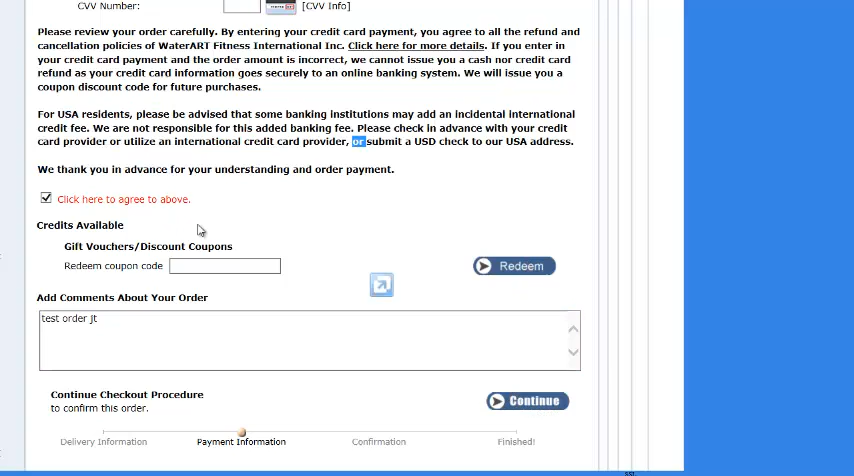 CVV Number: [CVV Info]
Please review your order carefully. By entering your credit card payment, you agree to all the refund and
cancellation policies of WaterART Fitness International Inc. Click here for more details. If you enter in
your credit card payment and the order amount is incorrect, we cannot issue you a cash nor credit card
refund as your credit card information goes securely to an online banking system. We will issue you a
coupon discount code for future purchases.
For USA residents, please be advised that some banking institutions may add an incidental international
credit fee. We are not responsible for this added banking fee. Please check in advance with your credit
card provider or utilize an international credit card provider, or submit a USD check to our USA address.
We thank you in advance for your understanding and order payment.
Click here to agree to above.
Credits Available
Gift Vouchers/Discount Coupons
Redeem coupon code Redeem
Add Comments About Your Order
test order jt
Continue Checkout Procedure
to confirm this order.
Continue
Delivery Information Payment Information Confirmation Finished!